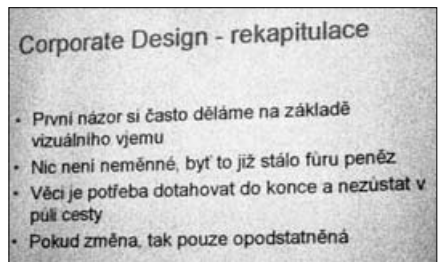 Corporate Design - rekapitulace
• První názor si často děláme na základě
vizuálního vjemu
• Nic není neměnné, byť to již stálo fůru peněz
• Věci je potřeba dotahovat do konce a nezůstat v
půli cesty
• Pokud změna, tak pouze opodstatněná